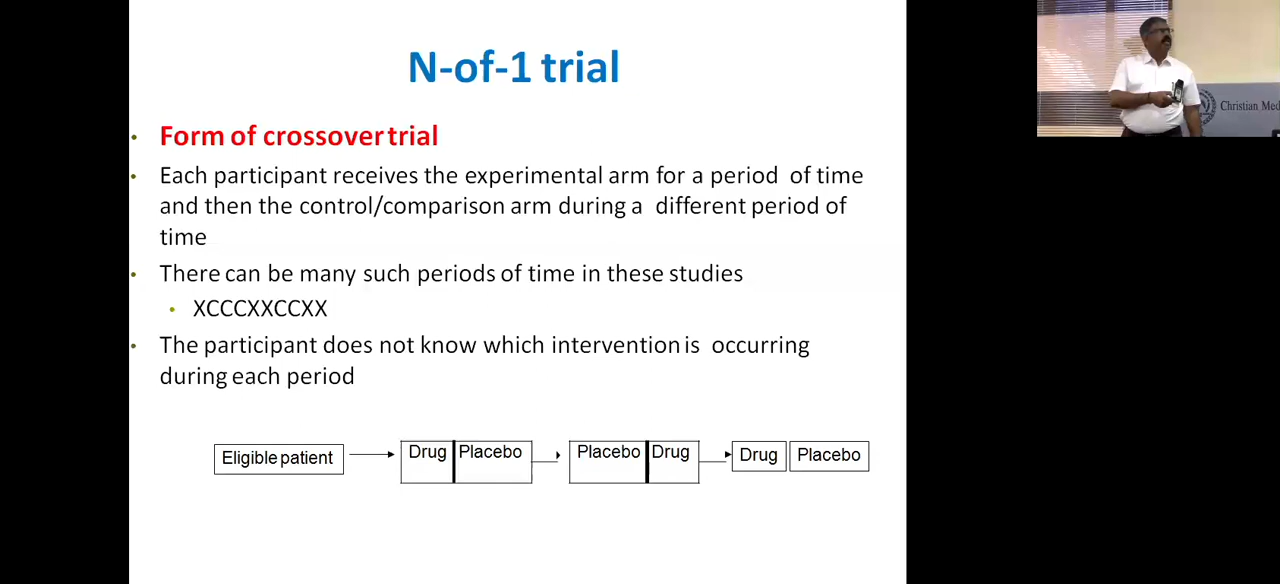 N-of-1 trial
Form of crossover trial
Each participant receives the experimental arm for a period of time
and then the control/comparison arm during a different period of
time
There can be many such periods of time in these studies
XCCCXXCCXX
The participant does not know which intervention is occurring
during each period
Eligible patient
Drug Placebo
Placebo Drug
Drug Placebo
Christian Med